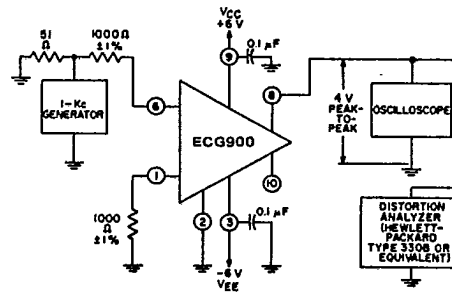 VCC
+6 V
51
Ω
1000
Ω
±1%
0.1 μF
9
1-Kc
GENERATOR
6
8
4 V
PEAK-
TO-
PEAK
OSCILLOSCOPE
ECG900
1
10
1000
Ω
±1%
2
3
0.1 μF
-6 V
VEE
DISTORTION
ANALYZER
(HEWLETT-
PACKARD
TYPE 330B OR
EQUIVALENT)